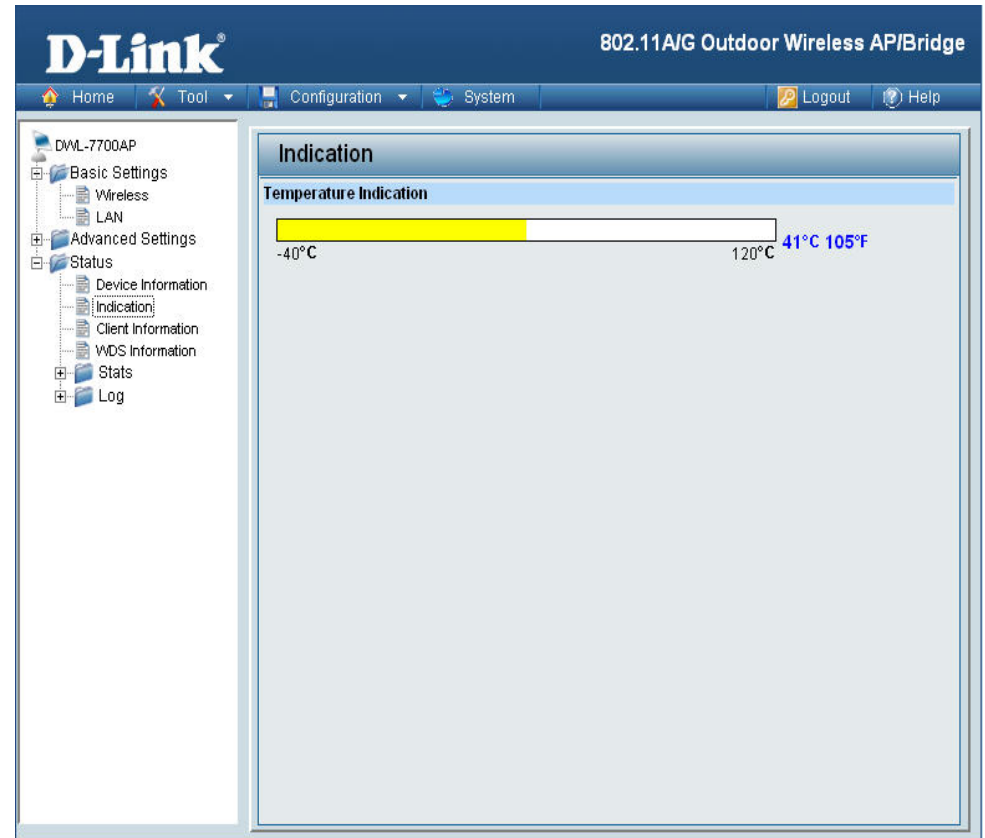 D-Link®
802.11A/G Outdoor Wireless AP/Bridge
Home Tool Configuration System Logout Help
DWL-7700AP
Basic Settings
Wireless
LAN
Advanced Settings
Status
Device Information
Indication
Client Information
WDS Information
Stats
Log
Indication
Temperature Indication
-40°C 120°C 41°C 105°F